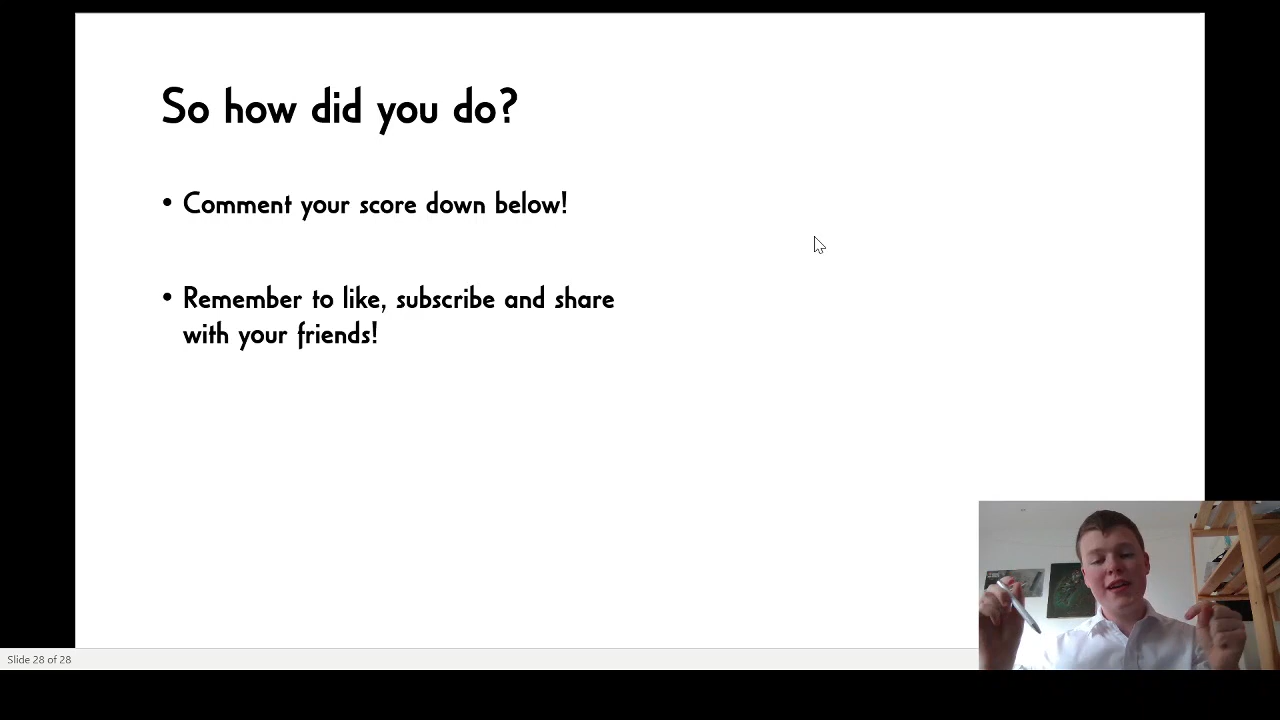 So how did you do?
• Comment your score down below!
• Remember to like, subscribe and share
with your friends!
Slide 28 of 28